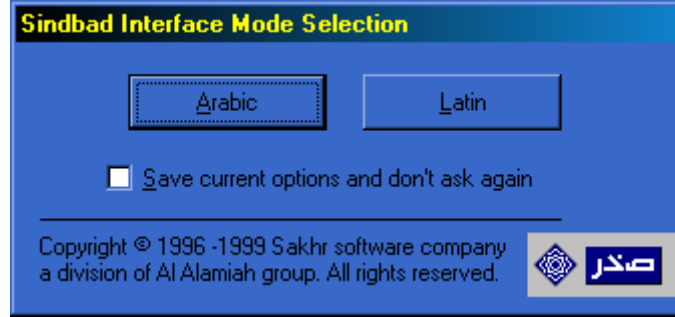 Sindbad Interface Mode Selection
Arabic
Latin
Save current options and don't ask again
Copyright © 1996 -1999 Sakhr software company
a division of Al Alamiah group. All rights reserved.
صخر